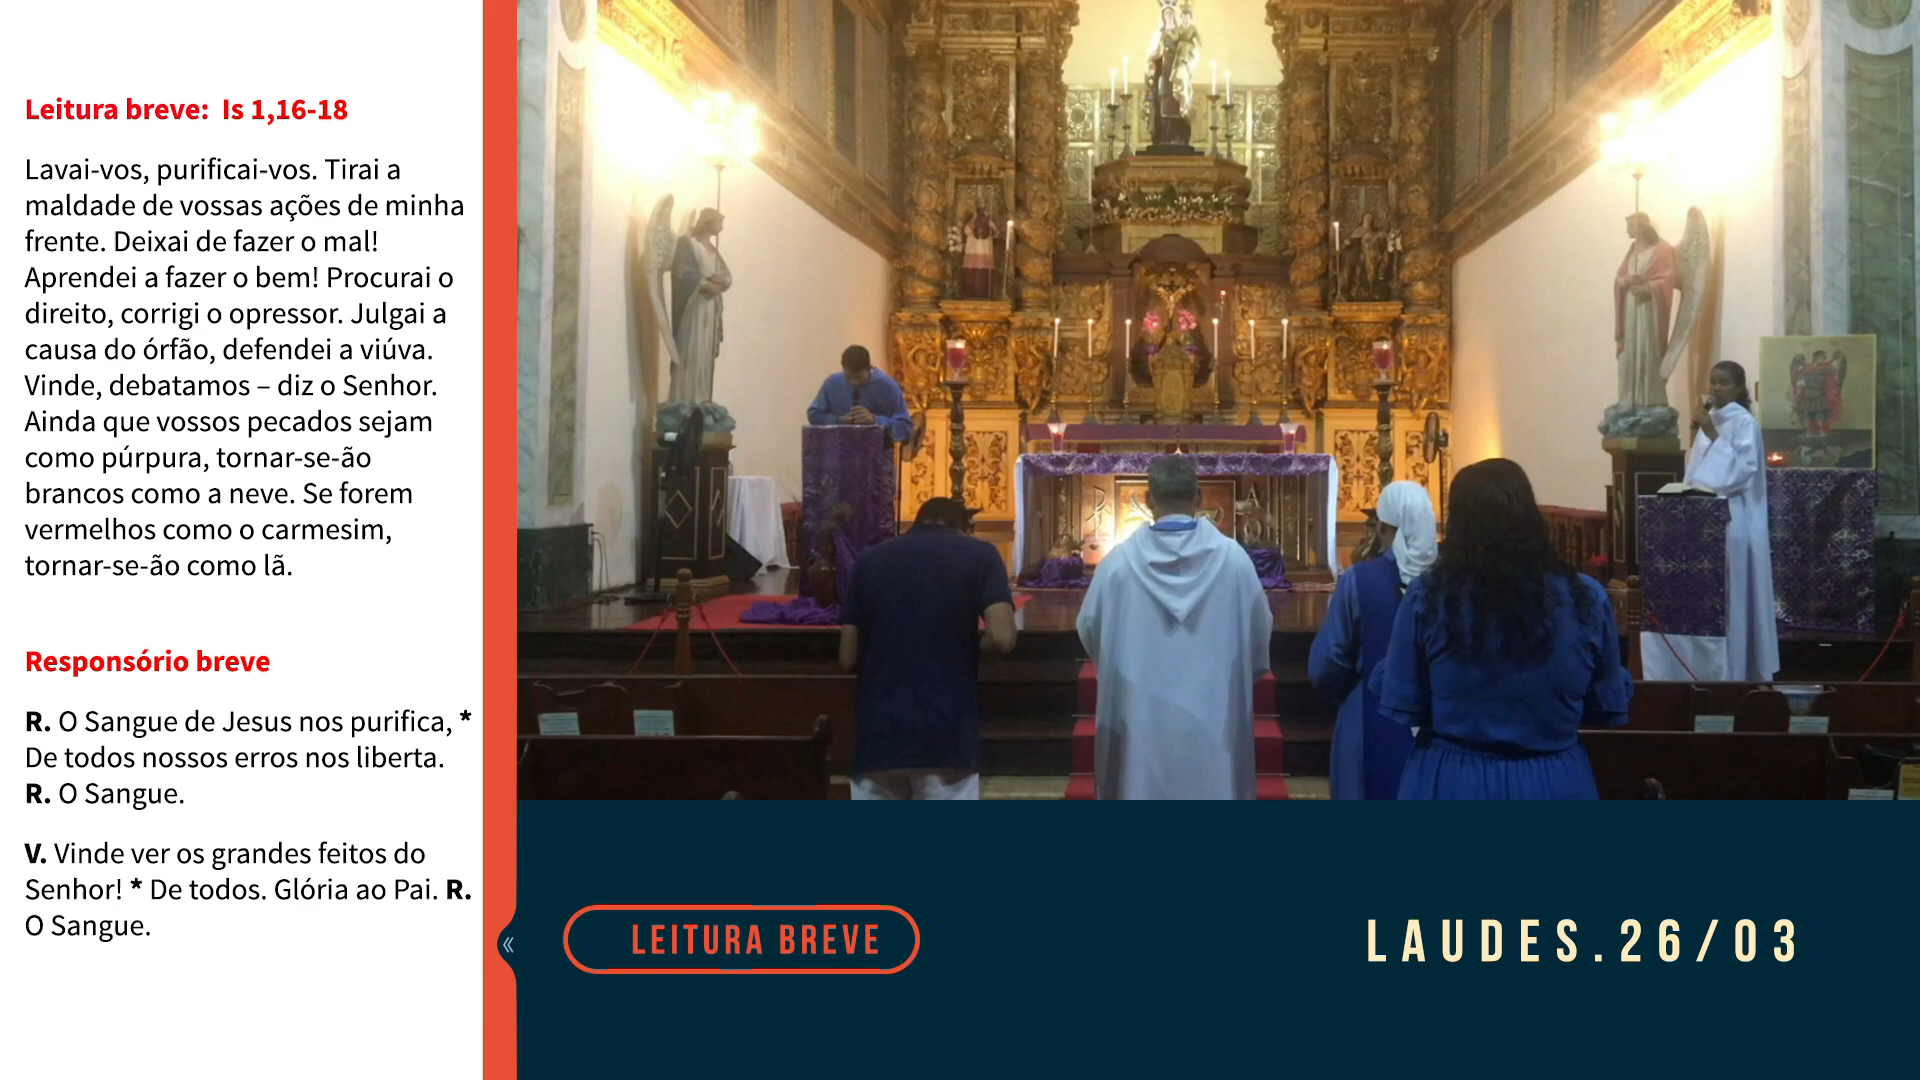 Leitura breve:  Is 1,16-18
Lavai-vos, purificai-vos. Tirai a
maldade de vossas ações de minha
frente. Deixai de fazer o mal!
Aprendei a fazer o bem! Procurai o
direito, corrigi o opressor. Julgai a
causa do órfão, defendei a viúva.
Vinde, debatamos – diz o Senhor.
Ainda que vossos pecados sejam
como púrpura, tornar-se-ão
brancos como a neve. Se forem
vermelhos como o carmesim,
tornar-se-ão como lã.
Responsório breve
R. O Sangue de Jesus nos purifica, *
De todos nossos erros nos liberta.
R. O Sangue.
V. Vinde ver os grandes feitos do
Senhor! * De todos. Glória ao Pai. R.
O Sangue.
LEITURA BREVE
LAUDES.26/03